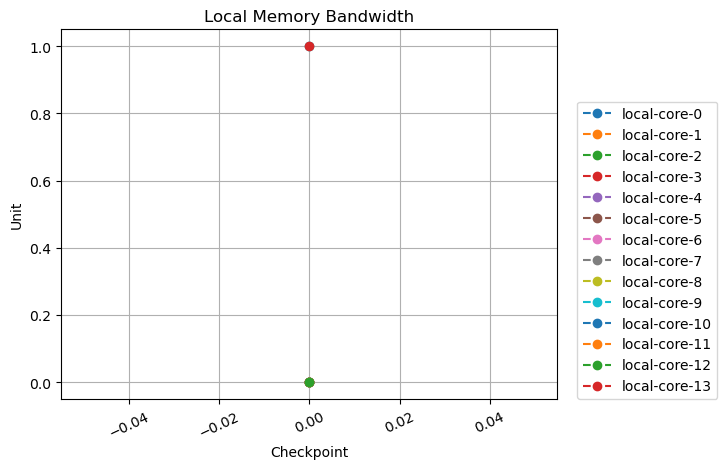 Local Memory Bandwidth
1.0
0.8
0.6
0.4
0.2
0.0
Unit
−0.04
−0.02
0.00
0.02
0.04
Checkpoint
local-core-0
local-core-1
local-core-2
local-core-3
local-core-4
local-core-5
local-core-6
local-core-7
local-core-8
local-core-9
local-core-10
local-core-11
local-core-12
local-core-13